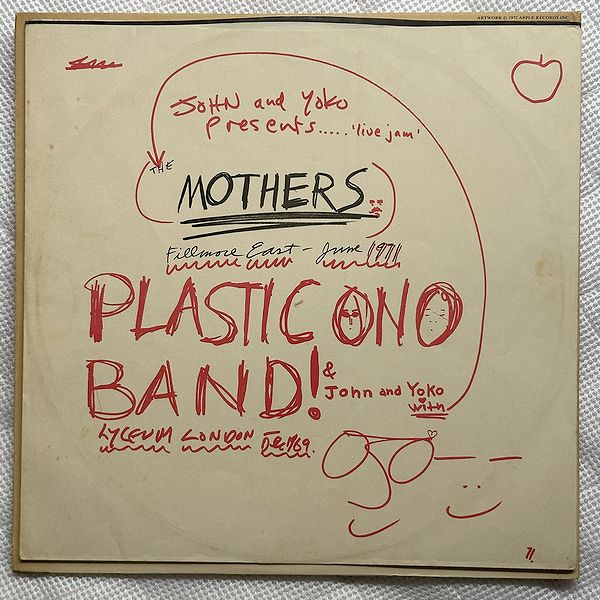 ARTWORK © 1972 APPLE RECORDS INC.
JOHN and YOKO
Presents..... 'live jam'
THE
MOTHERS
Fillmore East - June 1971
PLASTIC ONO
BAND!
& John and Yoko
with
LYCEUM LONDON Dec 69.